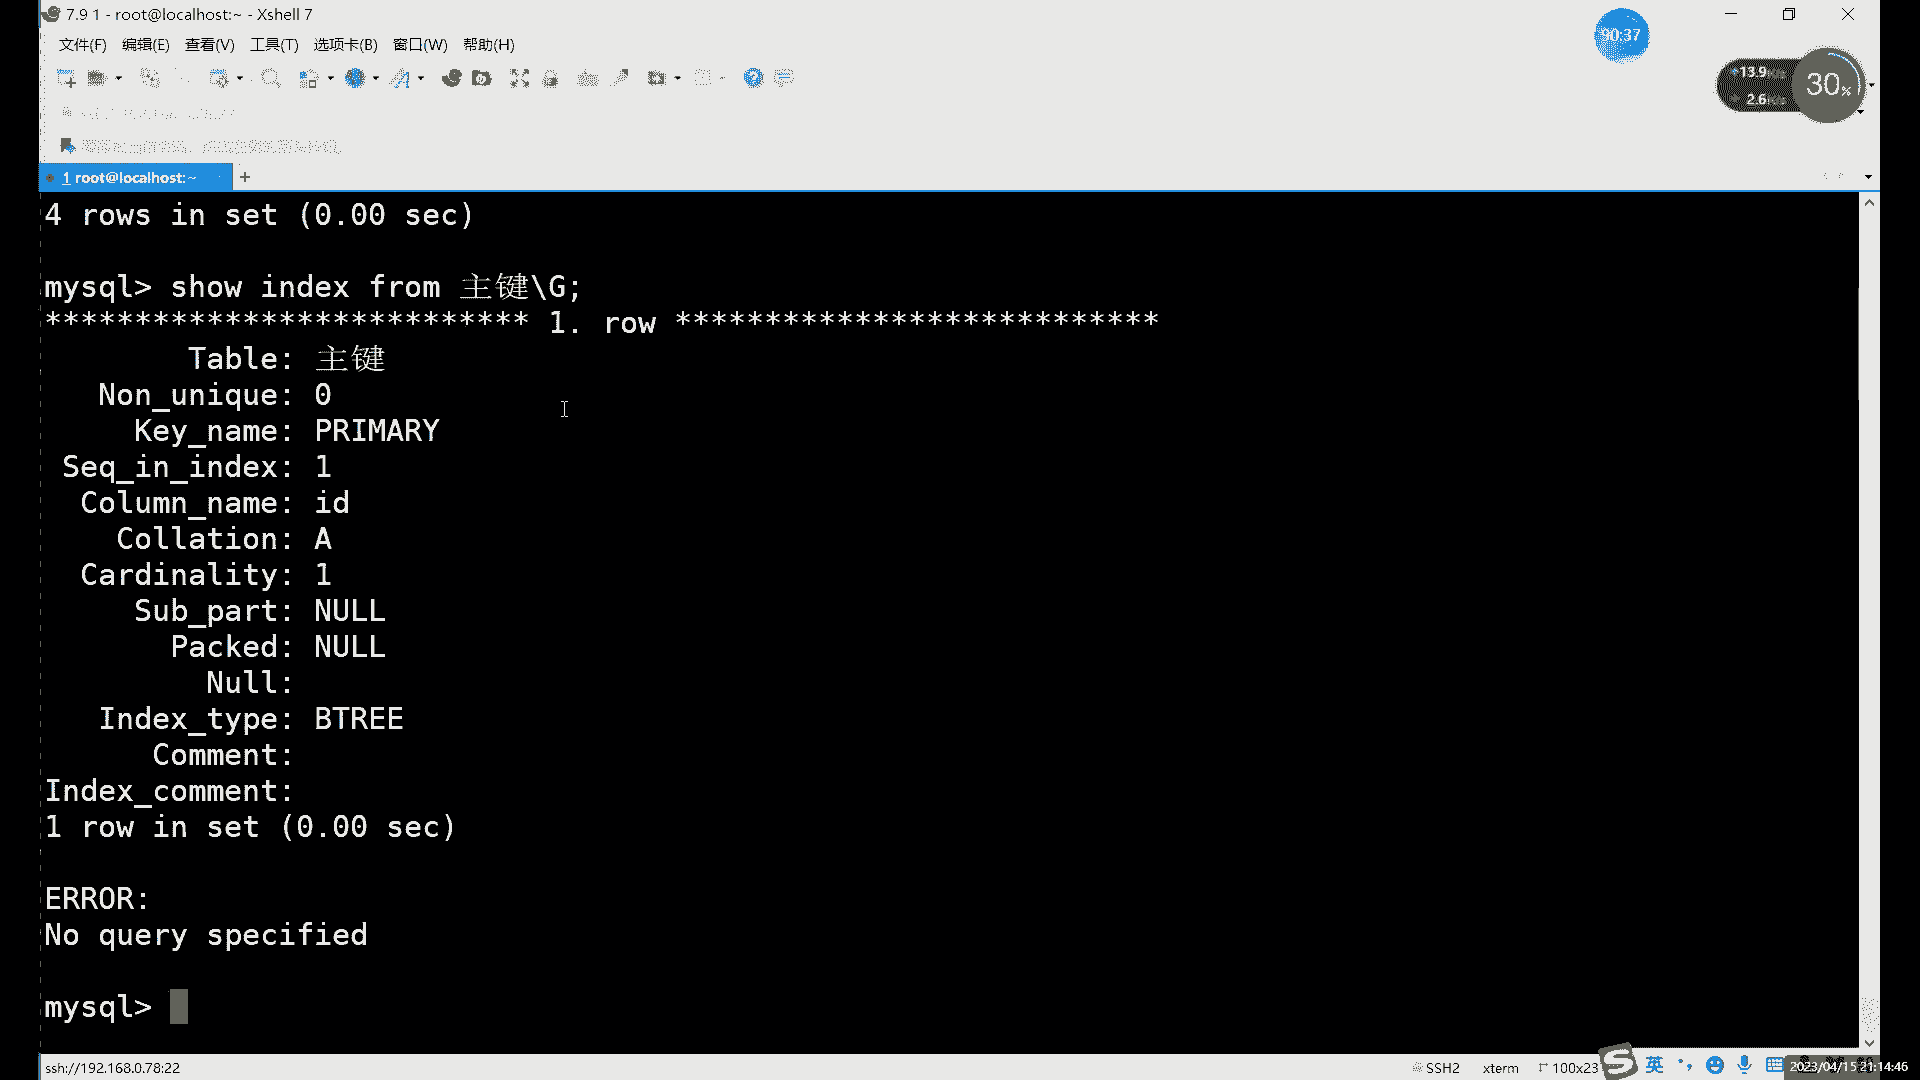 7.9 1 - root@localhost:~ - Xshell 7
90:37
文件(F) 编辑(E) 查看(V) 工具(T) 选项卡(B) 窗口(W) 帮助(H)
13.9
2.6
30%
1 root@localhost:~
4 rows in set (0.00 sec)
mysql> show index from 主键\G;
*************************** 1. row ***************************
Table: 主键
Non_unique: 0
Key_name: PRIMARY
Seq_in_index: 1
Column_name: id
Collation: A
Cardinality: 1
Sub_part: NULL
Packed: NULL
Null:
Index_type: BTREE
Comment:
Index_comment:
1 row in set (0.00 sec)
ERROR:
No query specified
mysql>
ssh://192.168.0.78:22
SSH2 xterm 100x23
英
2023/04/15 21:14:46